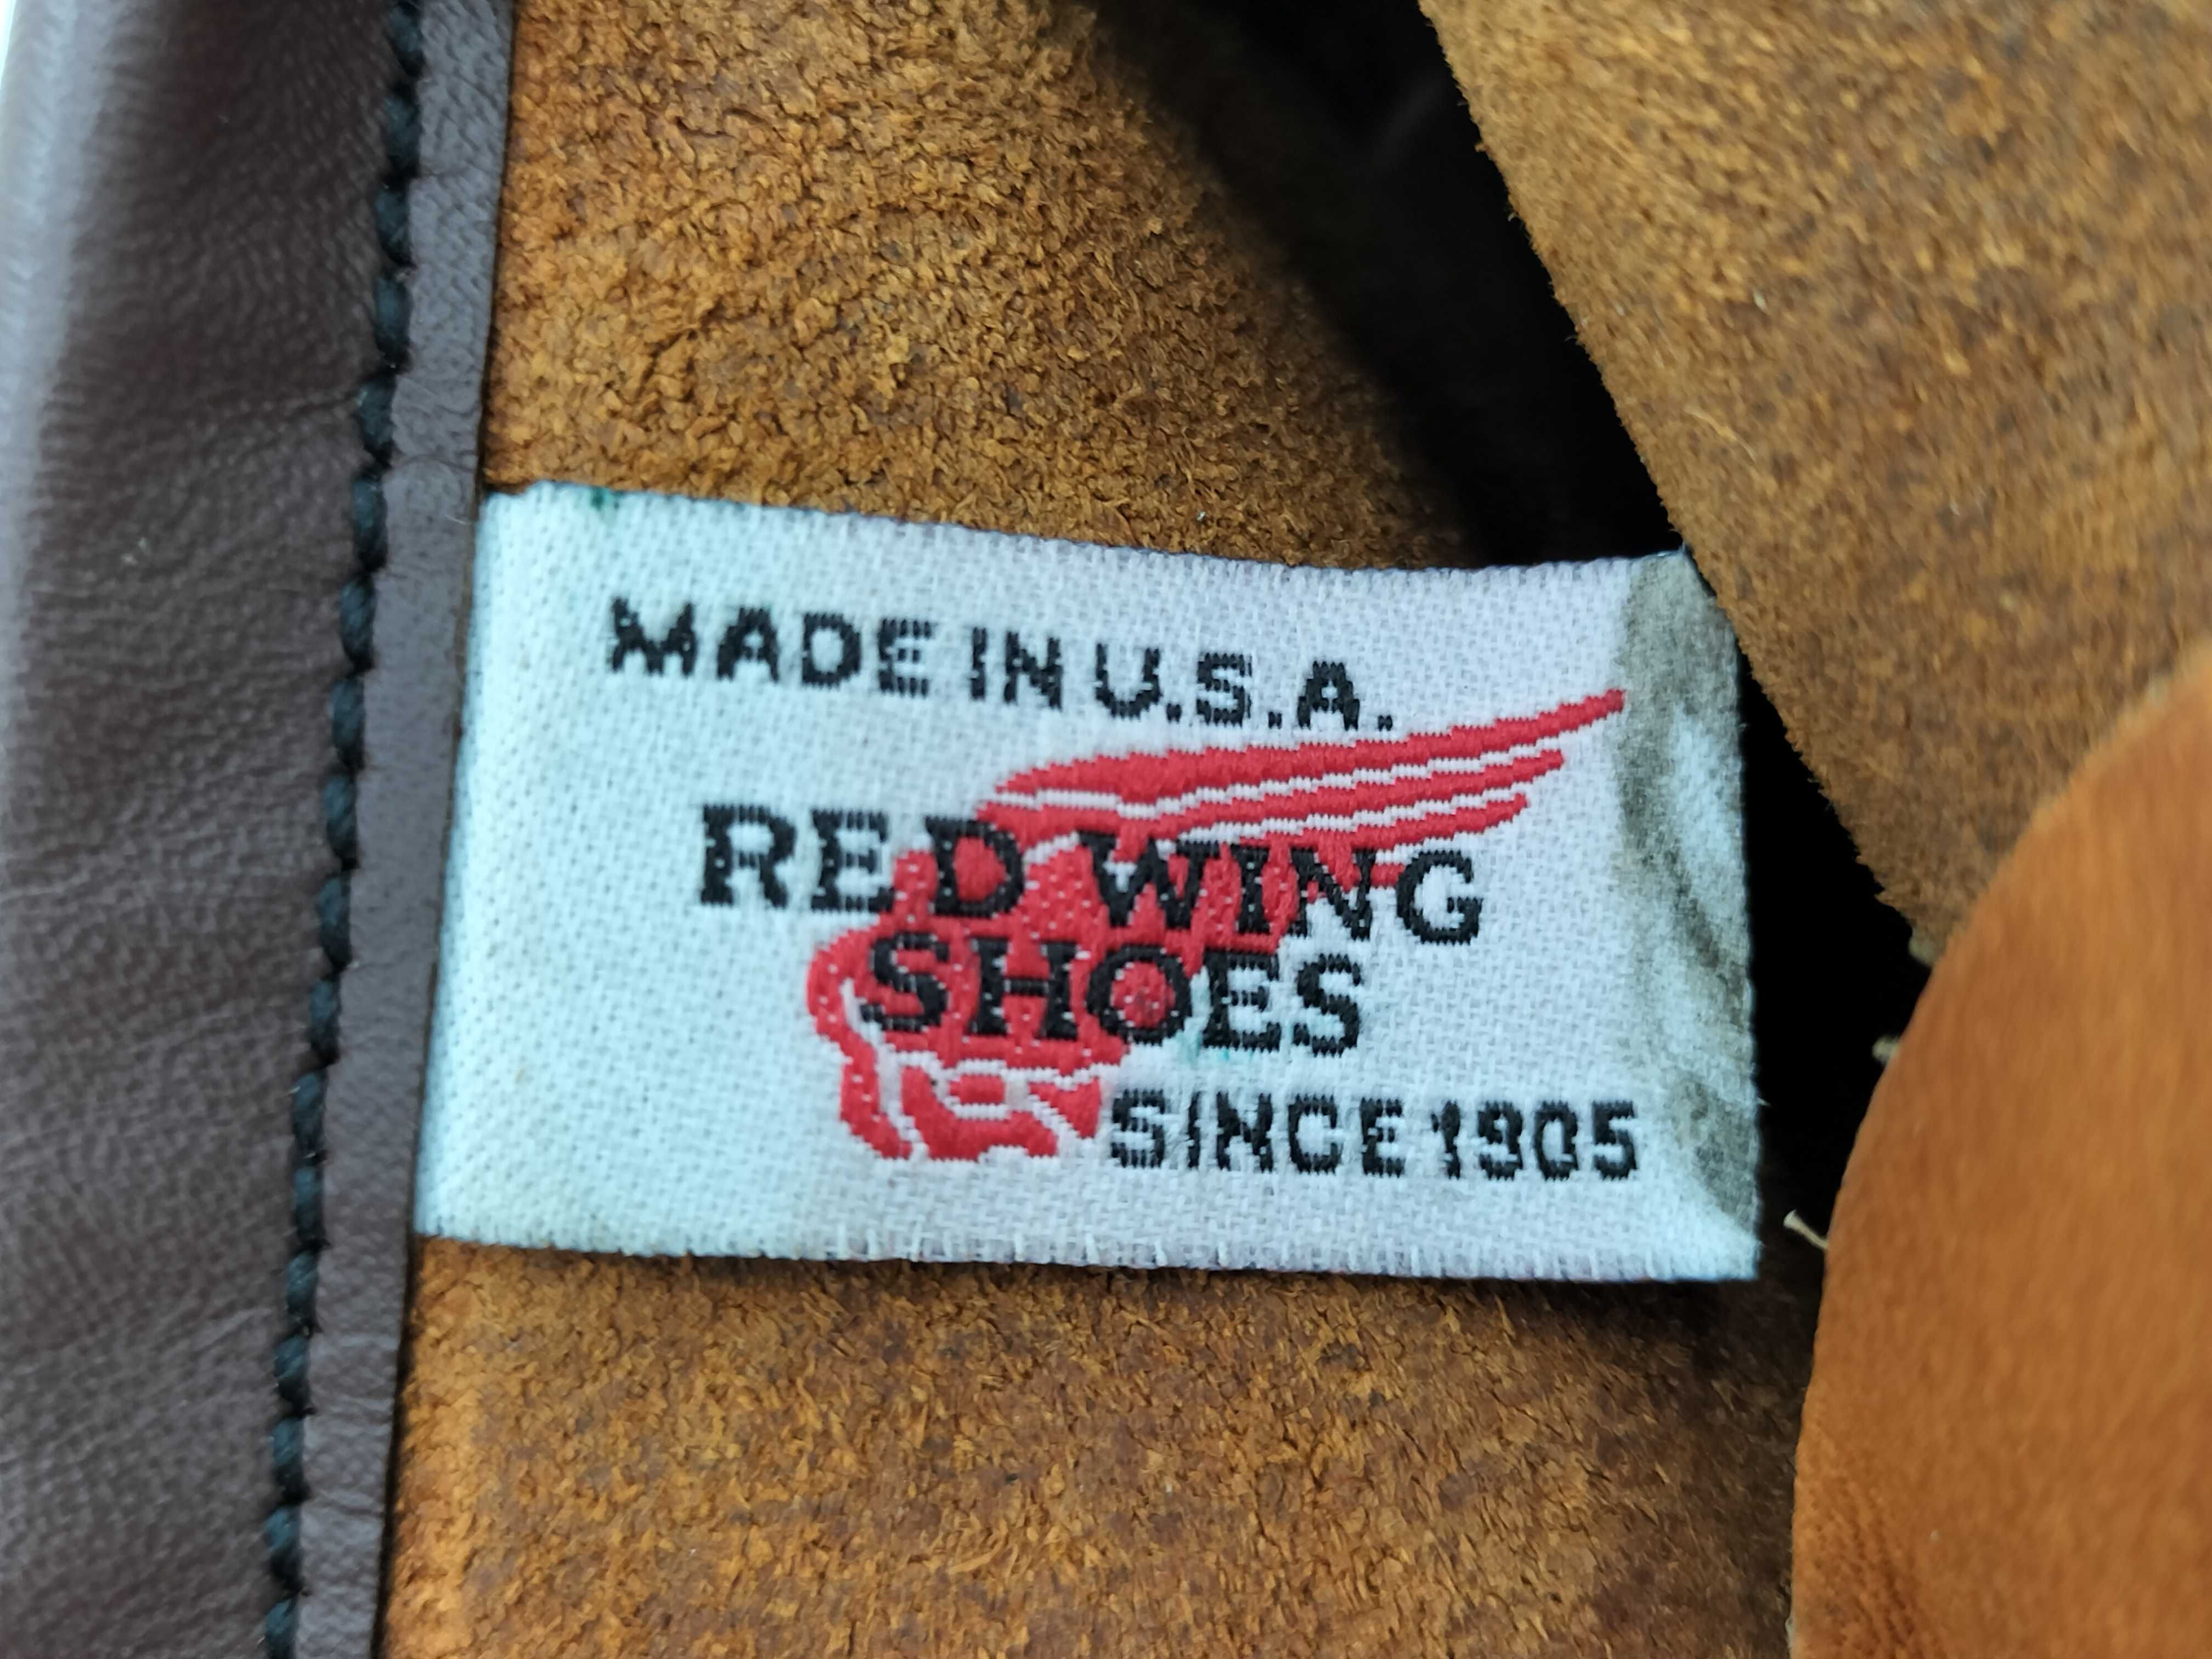 MADE IN U.S.A.
RED WING
SHOES
SINCE 1905